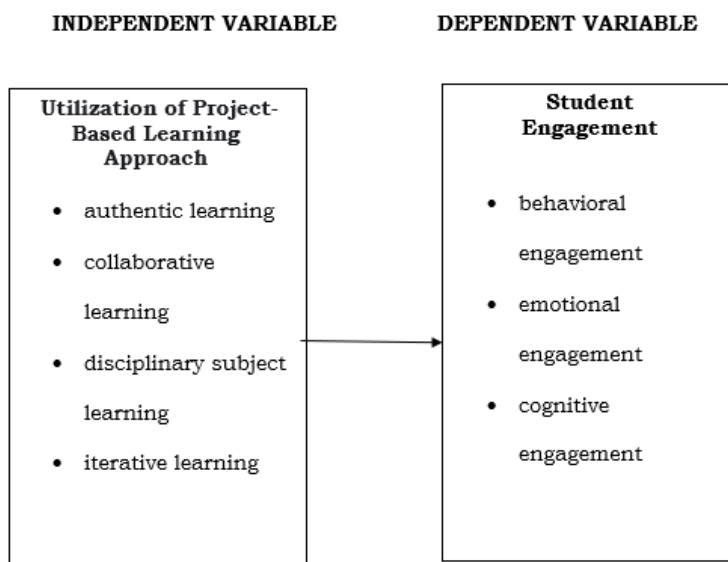 INDEPENDENT VARIABLE
DEPENDENT VARIABLE
Utilization of Project-
Based Learning
Approach
• authentic learning
• collaborative
learning
• disciplinary subject
learning
• iterative learning
Student
Engagement
• behavioral
engagement
• emotional
engagement
• cognitive
engagement